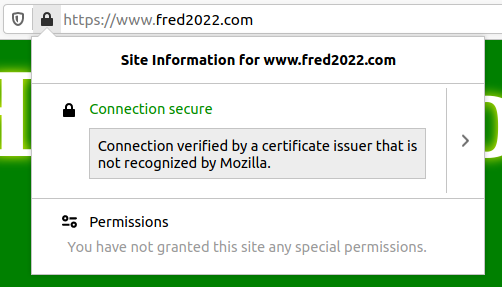 https://www.fred2022.com
Site Information for www.fred2022.com
Connection secure
Connection verified by a certificate issuer that is
not recognized by Mozilla.
Permissions
You have not granted this site any special permissions.